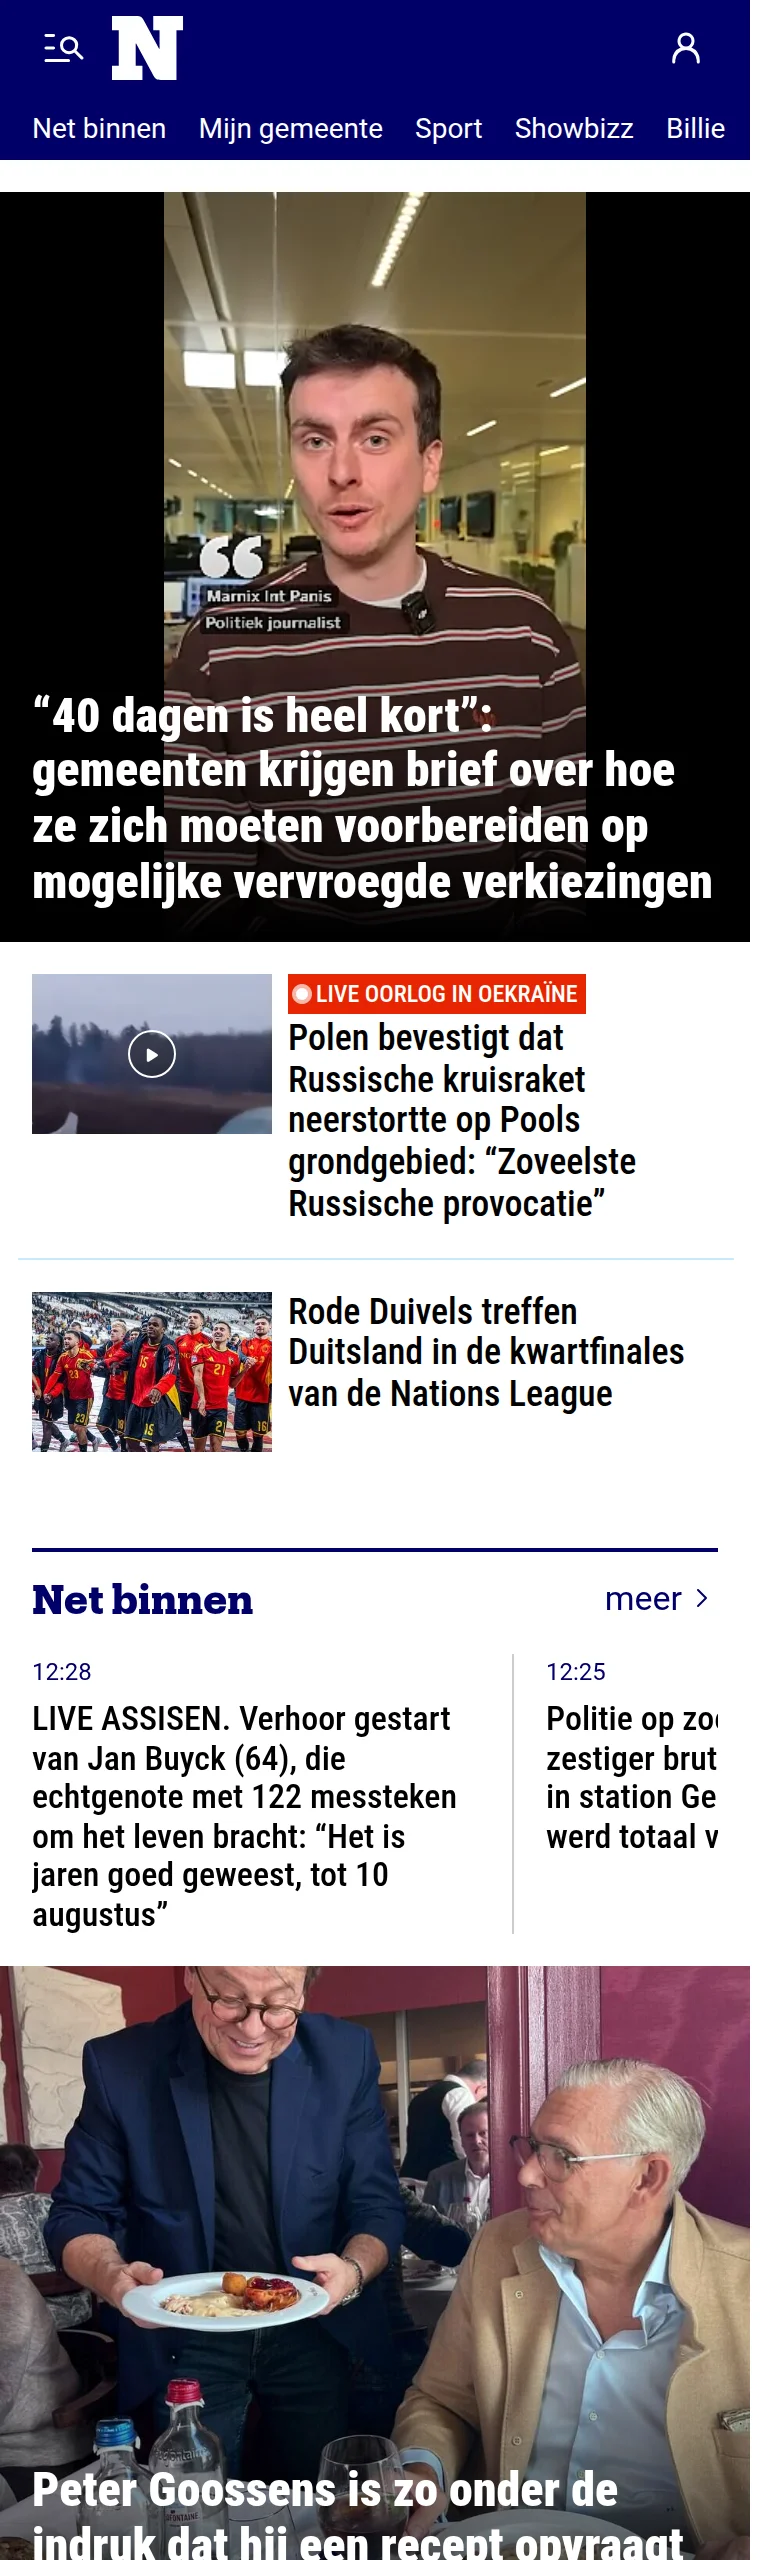 N
Net binnen Mijn gemeente Sport Showbizz Billie
Marnix Int Panis
Politiek journalist
“40 dagen is heel kort”:
gemeenten krijgen brief over hoe
ze zich moeten voorbereiden op
mogelijke vervroegde verkiezingen
LIVE OORLOG IN OEKRAÏNE
Polen bevestigt dat
Russische kruisraket
neerstortte op Pools
grondgebied: “Zoveelste
Russische provocatie”
Rode Duivels treffen
Duitsland in de kwartfinales
van de Nations League
Net binnen
meer
12:28
LIVE ASSISEN. Verhoor gestart
van Jan Buyck (64), die
echtgenote met 122 messteken
om het leven bracht: “Het is
jaren goed geweest, tot 10
augustus”
12:25
Politie op
zestiger
in station
werd totaal
Peter Goossens is zo onder de
indruk dat hij een recept opvraagt